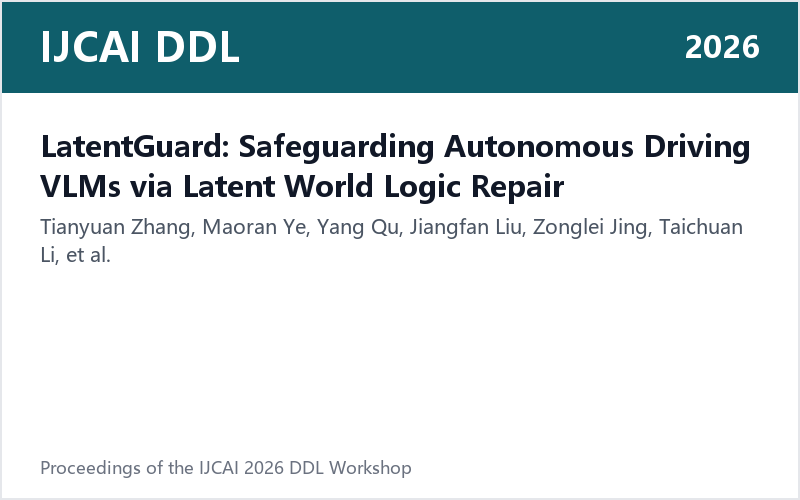 IJCAI DDL
2026
LatentGuard: Safeguarding Autonomous Driving
VLMs via Latent World Logic Repair
Tianyuan Zhang, Maoran Ye, Yang Qu, Jiangfan Liu, Zonglei Jing, Taichuan
Li, et al.
Proceedings of the IJCAI 2026 DDL Workshop